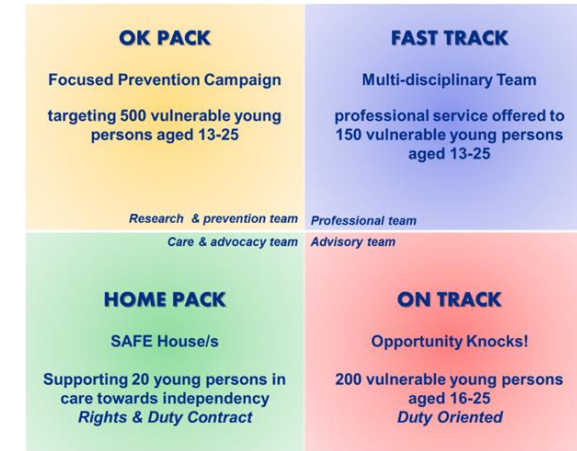 OK PACK
Focused Prevention Campaign
targeting 500 vulnerable young
persons aged 13-25
Research & prevention team
FAST TRACK
Multi-disciplinary Team
professional service offered to
150 vulnerable young persons
aged 13-25
Professional team
Care & advocacy team
HOME PACK
SAFE House/s
Supporting 20 young persons in
care towards independency
Rights & Duty Contract
Advisory team
ON TRACK
Opportunity Knocks!
200 vulnerable young persons
aged 16-25
Duty Oriented